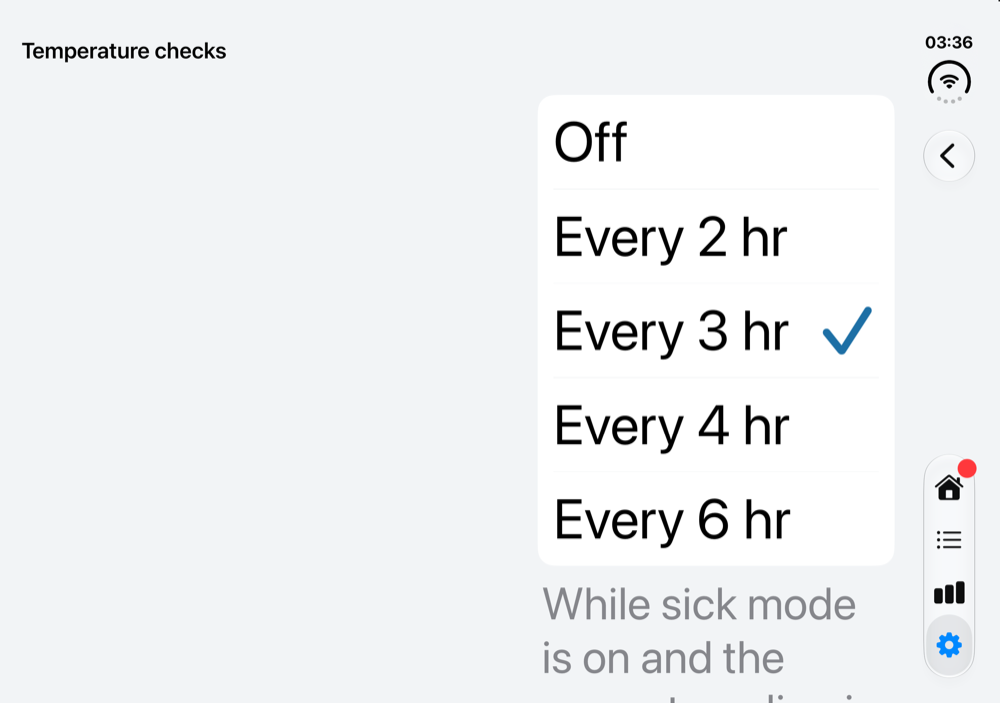 Temperature checks
03:36
Off
Every 2 hr
Every 3 hr
Every 4 hr
Every 6 hr
While sick mode
is on and the